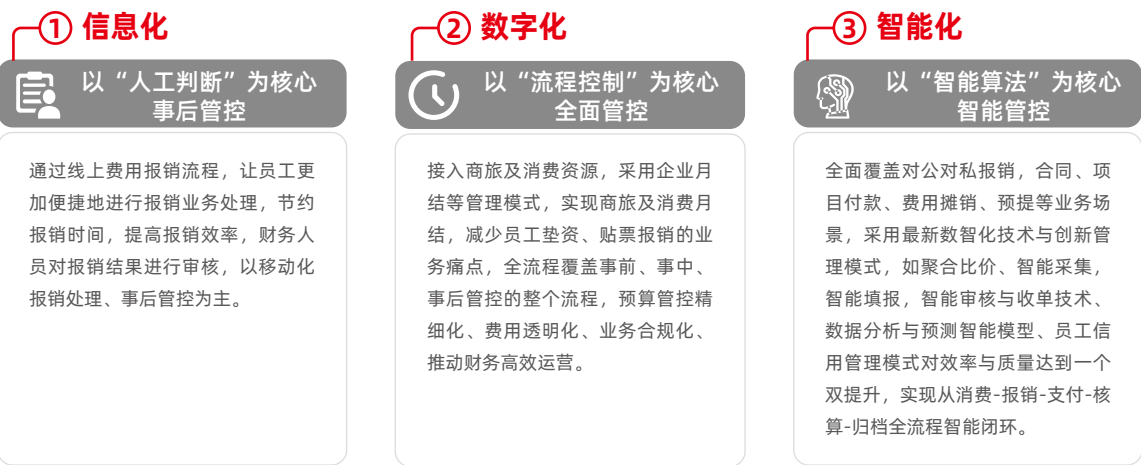 ① 信息化
以“人工判断”为核心
事后管控
通过线上费用报销流程，让员工更
加便捷地进行报销业务处理，节约
报销时间，提高报销效率，财务人
员对报销结果进行审核，以移动化
报销处理、事后管控为主。
② 数字化
以“流程控制”为核心
全面管控
接入商旅及消费资源，采用企业月
结等管理模式，实现商旅及消费月
结，减少员工垫资、贴票报销的业
务痛点，全流程覆盖事前、事中、
事后管控的整个流程，预算管控精
细化、费用透明化、业务合规化、
推动财务高效运营。
③ 智能化
以“智能算法”为核心
智能管控
全面覆盖对公对私报销，合同、项
目付款、费用摊销、预提等业务场
景，采用最新数智化技术与创新管
理模式，如聚合比价、智能采集，
智能填报，智能审核与收单技术、
数据分析与预测智能模型、员工信
用管理模式对效率与质量达到一个
双提升，实现从消费-报销-支付-核
算-归档全流程智能闭环。